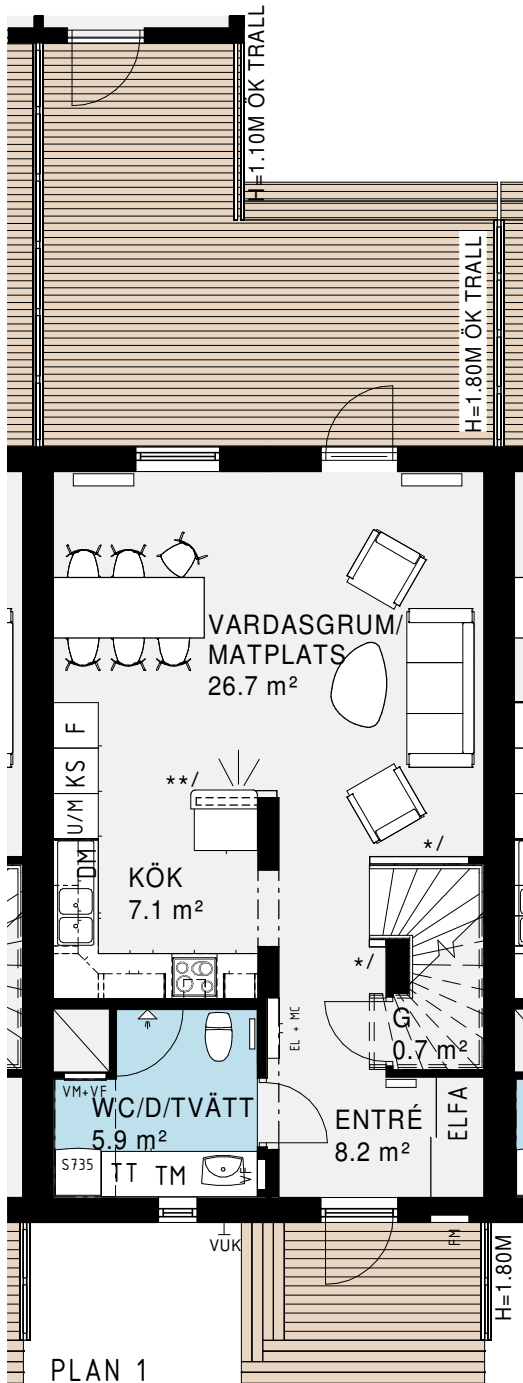 H=1.10M ÖK TRALL
H=1.80M ÖK TRALL
VARDASGRUM/
MATPLATS
26.7 m²
F
KS
U/M
DM
**/
*/
KÖK
7.1 m²
*/
EL + MC
G
0.7 m²
VM+VF
WC/D/TVÄTT
5.9 m²
ENTRÉ
8.2 m²
ELFA
S735
TT
TM
VF
VUK
FM
H=1.80M
PLAN 1